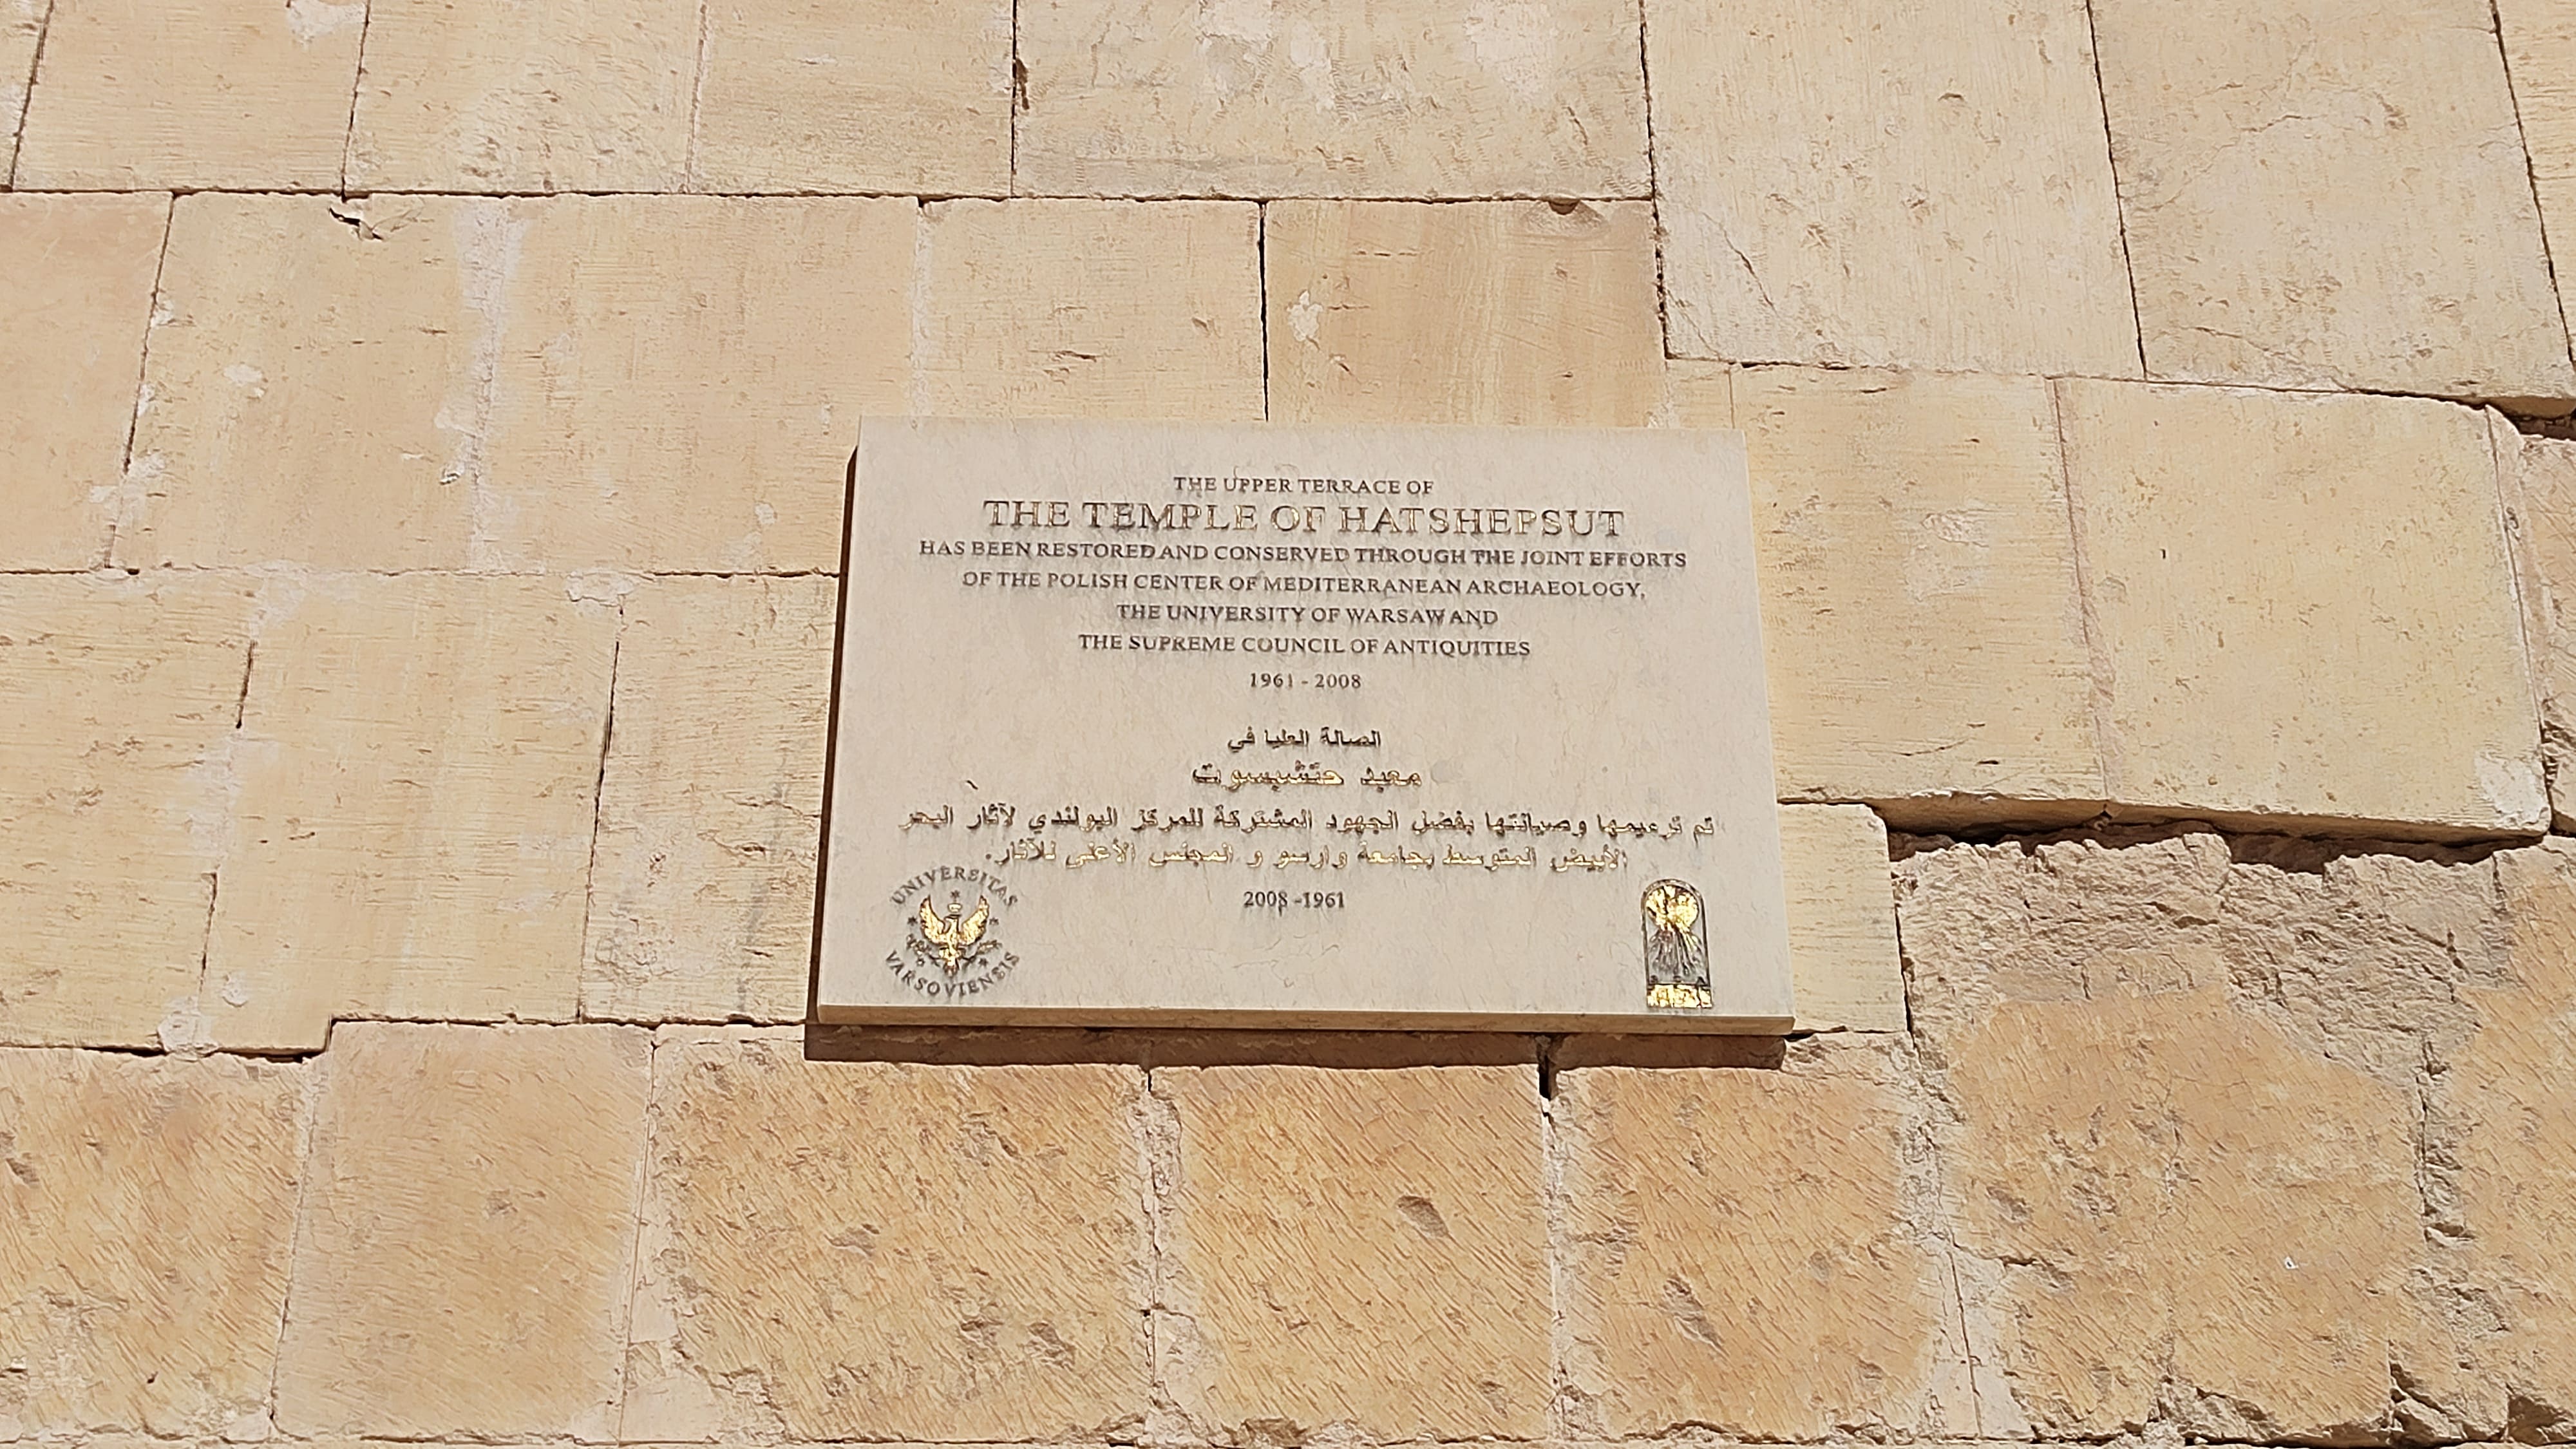 THE UPPER TERRACE OF
THE TEMPLE OF HATSHEPSUT
HAS BEEN RESTORED AND CONSERVED THROUGH THE JOINT EFFORTS
OF THE POLISH CENTER OF MEDITERRANEAN ARCHAEOLOGY,
THE UNIVERSITY OF WARSAW AND
THE SUPREME COUNCIL OF ANTIQUITIES
1961 - 2008
الصالة العليا في
معبد حتشبسوت
تم ترميمها وصيانتها بفضل الجهود المشتركة للمركز البولندي لآثار البحر
الأبيض المتوسط بجامعة وارسو و المجلس الأعلى للآثار.
2008 -1961
UNIVERSITAS
VARSOVIENSIS